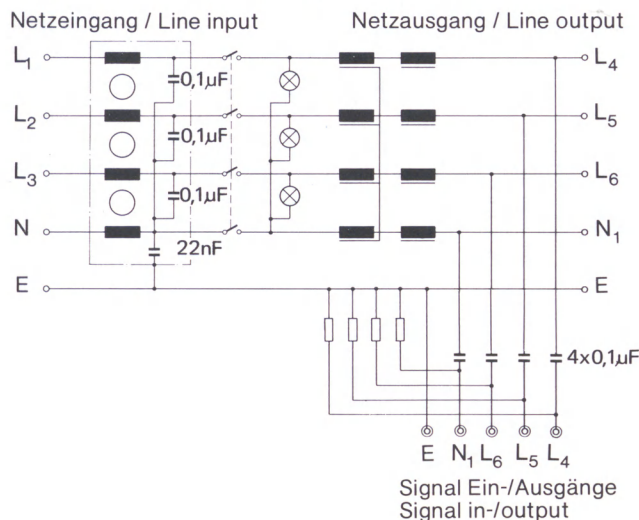 Netzeingang / Line input
Netzausgang / Line output
L₁
L₄
0,1µF
L₂
L₅
0,1µF
L₃
L₆
0,1µF
N
N₁
22nF
E
E
4x0,1µF
E N₁ L₆ L₅ L₄
Signal Ein-/Ausgänge
Signal in-/output